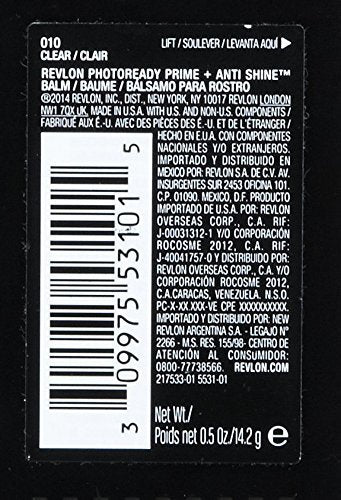 010
CLEAR / CLAIR
LIFT / SOULEVER / LEVANTA AQUÍ
REVLON PHOTOREADY PRIME + ANTI SHINE™
BALM / BAUME / BÁLSAMO PARA ROSTRO
®2014 REVLON, INC., DIST., NEW YORK, NY 10017 REVLON LONDON
NW1 7QX UK. MADE IN U.S.A. WITH U.S. AND NON-U.S. COMPONENTS /
FABRIQUÉ AUX É.-U. AVEC DES PIÈCES DES É.-U. ET DE L'ÉTRANGER /
HECHO EN E.U.A. CON COMPONENTES
NACIONALES Y/O EXTRANJEROS.
IMPORTADO Y DISTRIBUIDO EN
MÉXICO POR: REVLON S.A. DE C.V. AV.
INSURGENTES SUR 2453 OFICINA 101.
C.P. 01090. MÉXICO, D.F. PRODUCTO
IMPORTADO DE U.S.A. POR: REVLON
OVERSEAS CORP., C.A. RIF:
J-00031312-1 Y/O CORPORACIÓN
ROCOSME 2012, C.A. RIF:
J-40041757-0 Y DISTRIBUIDO POR:
REVLON OVERSEAS CORP., C.A. Y/O
CORPORACIÓN ROCOSME 2012,
C.A.CARACAS, VENEZUELA. N.S.O.
PC-X-XX.XXX-VE CPE XXXXXXXXXX.
IMPORTADO Y DISTRIBUIDO POR: NEW
REVLON ARGENTINA S.A. - LEGAJO N°
2266 - M.S. RES. 155/98- CENTRO DE
ATENCIÓN AL CONSUMIDOR:
0800-77738566. REVLON.COM
217533-01 5531-01
3 09975 53101 5
Net Wt./
Poids net 0.5 Oz/14.2 g e